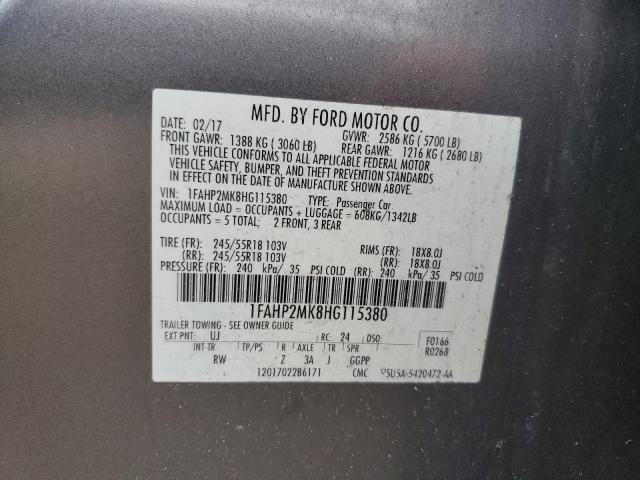 MFD. BY FORD MOTOR CO.
DATE: 02/17 GVWR: 2586 KG ( 5700 LB)
FRONT GAWR: 1388 KG ( 3060 LB) REAR GAWR: 1216 KG ( 2680 LB)
THIS VEHICLE CONFORMS TO ALL APPLICABLE FEDERAL MOTOR
VEHICLE SAFETY, BUMPER, AND THEFT PREVENTION STANDARDS
IN EFFECT ON THE DATE OF MANUFACTURE SHOWN ABOVE.
VIN: 1FAHP2MK8HG115380 TYPE: Passenger Car
MAXIMUM LOAD = OCCUPANTS + LUGGAGE = 608KG/1342LB
OCCUPANTS = 5 TOTAL; 2 FRONT, 3 REAR
TIRE (FR): 245/55R18 103V RIMS (FR): 18X8.0J
(RR): 245/55R18 103V (RR): 18X8.0J
PRESSURE (FR): 240 kPa/ 35 PSI COLD (RR): 240 kPa/ 35 PSI COLD
1FAHP2MK8HG115380
TRAILER TOWING - SEE OWNER GUIDE
EXT PNT: UJ RC: 24 DSO: F0166
INT TR TP/PS R AXLE TR SPR R0268
RW Z 3A J GGPP
1201702286171 CMC 5U5A-5420472-AA